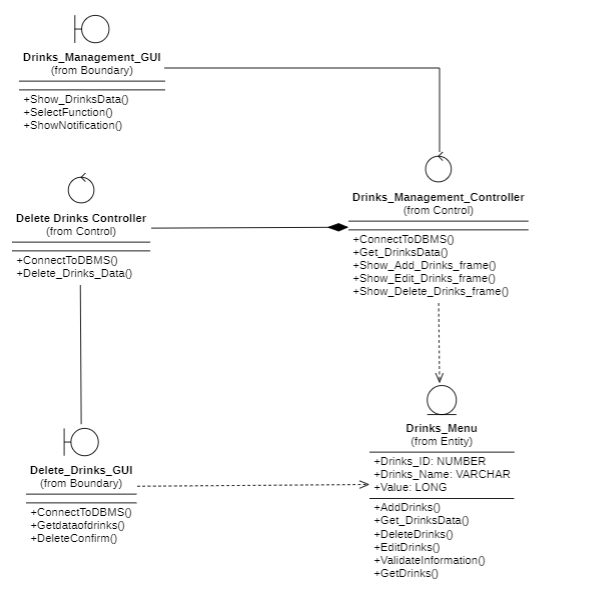 Drinks_Management_GUI
(from Boundary)
+Show_DrinksData()
+SelectFunction()
+ShowNotification()
Delete Drinks Controller
(from Control)
+ConnectToDBMS()
+Delete_Drinks_Data()
Drinks_Management_Controller
(from Control)
+ConnectToDBMS()
+Get_DrinksData()
+Show_Add_Drinks_frame()
+Show_Edit_Drinks_frame()
+Show_Delete_Drinks_frame()
Delete_Drinks_GUI
(from Boundary)
+ConnectToDBMS()
+Getdataofdrinks()
+DeleteConfirm()
Drinks_Menu
(from Entity)
+Drinks_ID: NUMBER
+Drinks_Name: VARCHAR
+Value: LONG
+AddDrinks()
+Get_DrinksData()
+DeleteDrinks()
+EditDrinks()
+ValidateInformation()
+GetDrinks()